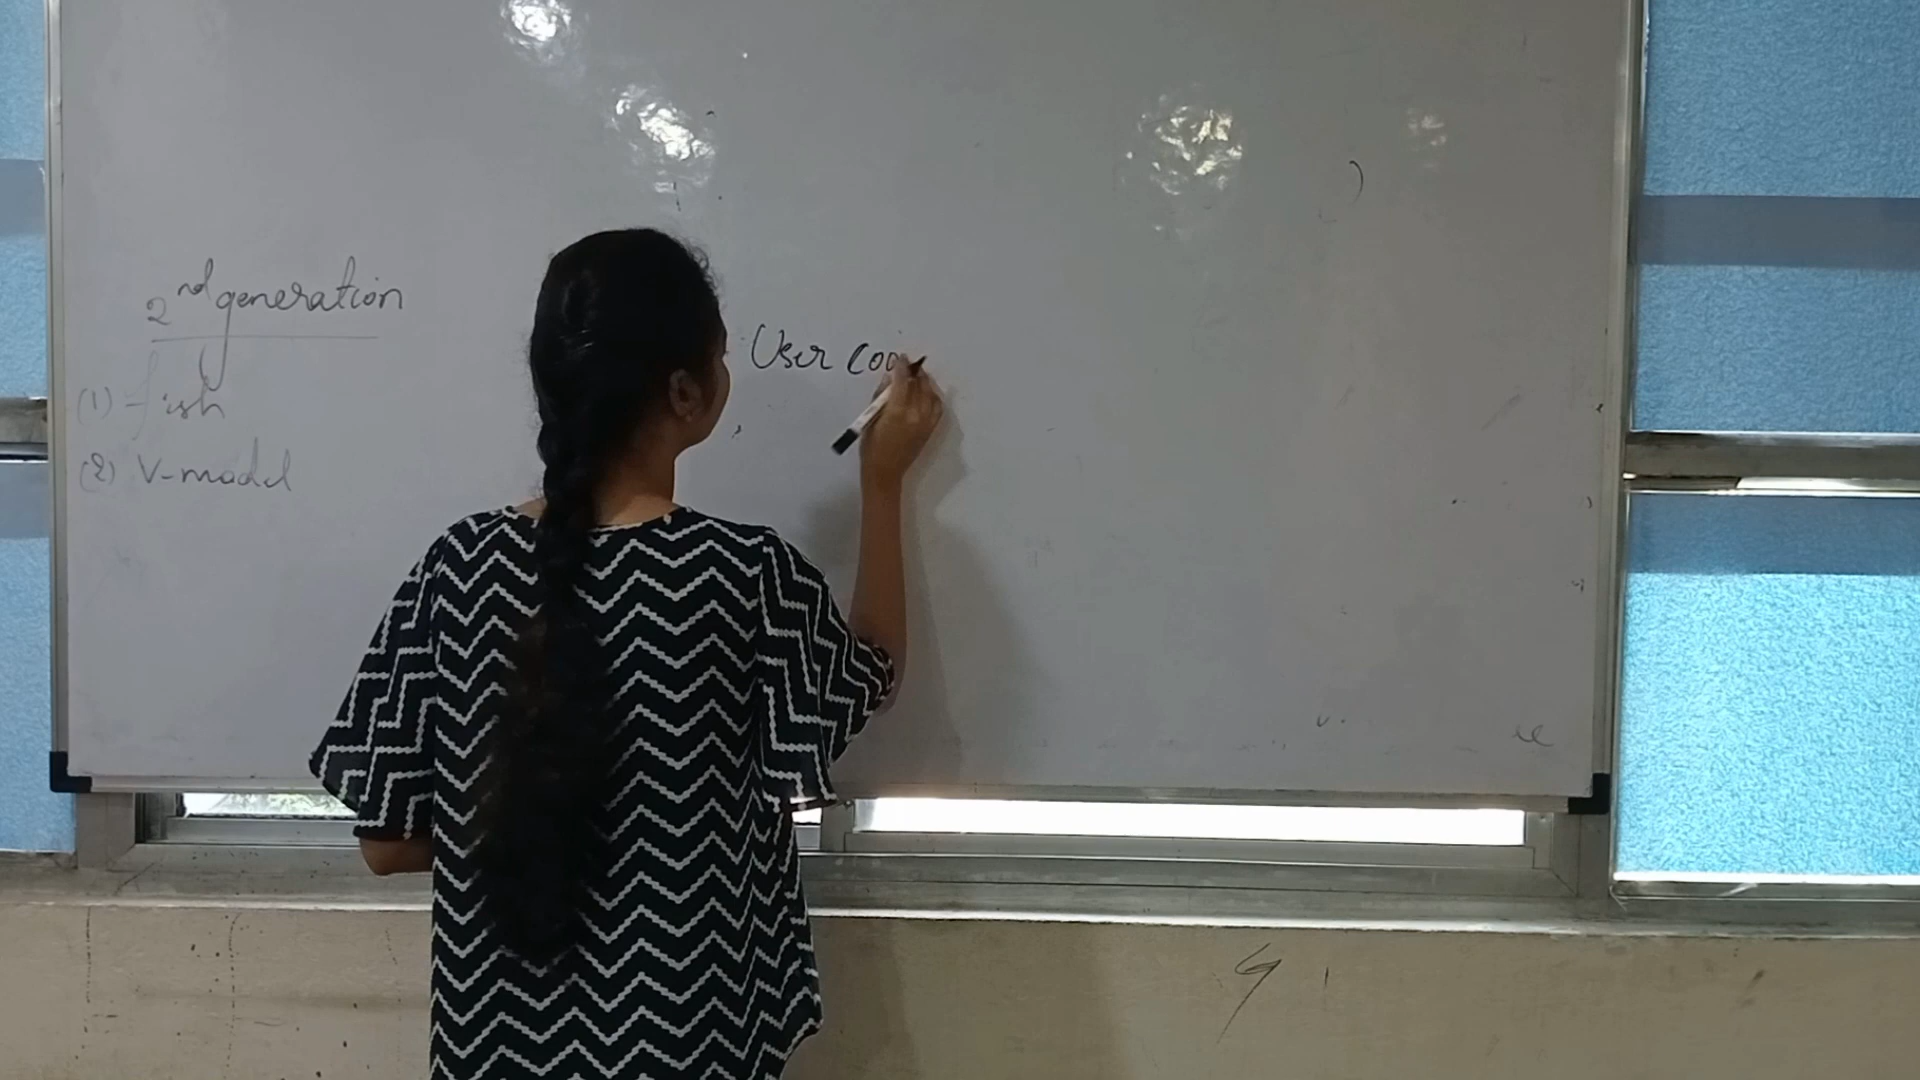 2nd generation
(1) fish
(2) V-model
User coo